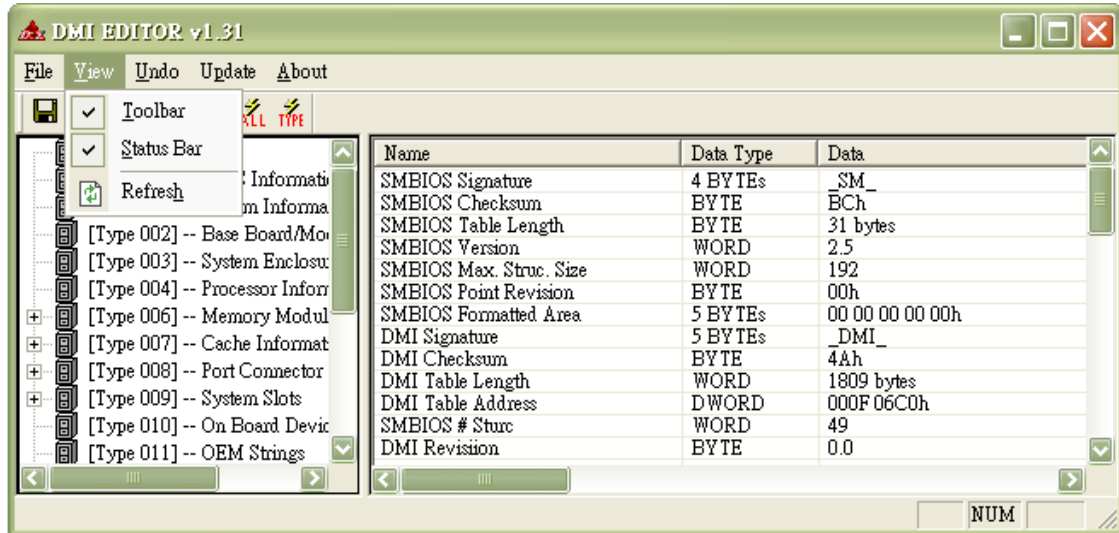 DMI EDITOR v1.31
File View Undo Update About
Toolbar
Status Bar
Refresh
ALL TYPE
Informati
m Informa
[Type 002] -- Base Board/Mo
[Type 003] -- System Enclosu
[Type 004] -- Processor Inform
[Type 006] -- Memory Modul
[Type 007] -- Cache Informat
[Type 008] -- Port Connector
[Type 009] -- System Slots
[Type 010] -- On Board Devic
[Type 011] -- OEM Strings
Name Data Type Data
SMBIOS Signature 4 BYTEs _SM_
SMBIOS Checksum BYTE BCh
SMBIOS Table Length BYTE 31 bytes
SMBIOS Version WORD 2.5
SMBIOS Max. Struc. Size WORD 192
SMBIOS Point Revision BYTE 00h
SMBIOS Formatted Area 5 BYTEs 00 00 00 00 00h
DMI Signature 5 BYTEs _DMI_
DMI Checksum BYTE 4Ah
DMI Table Length WORD 1809 bytes
DMI Table Address DWORD 000F 06C0h
SMBIOS # Sturc WORD 49
DMI Revisiion BYTE 0.0
NUM